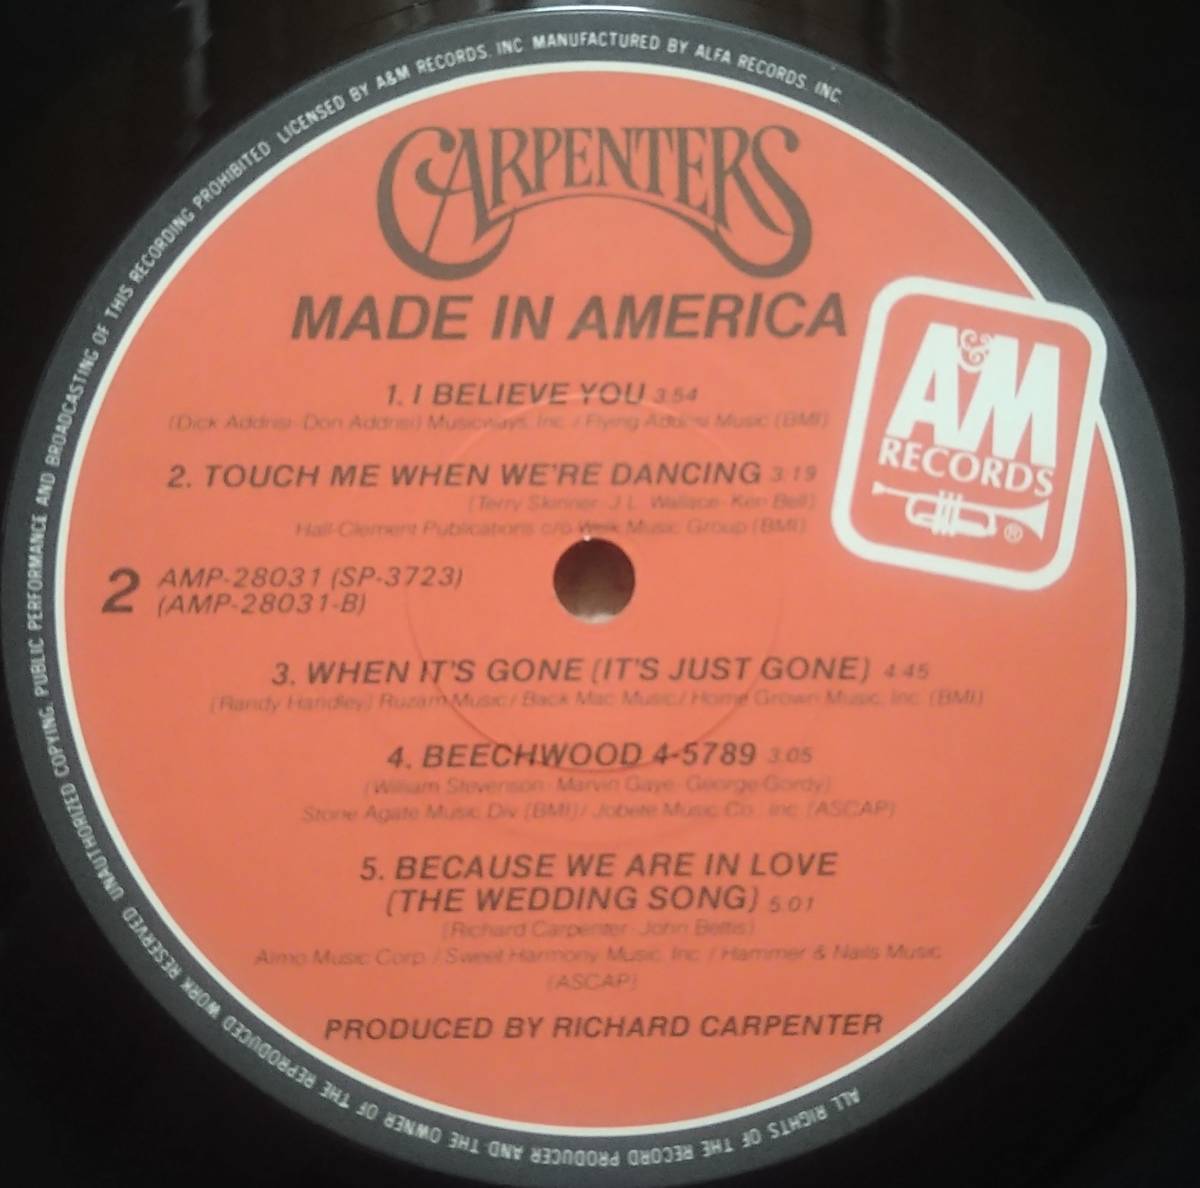 ALL RIGHTS OF THE RECORD PRODUCER AND THE OWNER OF THE REPRODUCED WORK RESERVED UNAUTHORIZED COPYING, PUBLIC PERFORMANCE AND BROADCASTING OF THIS RECORDING PROHIBITED LICENSED BY A&M RECORDS. INC MANUFACTURED BY ALFA RECORDS. INC
CARPENTERS
MADE IN AMERICA
A&M
RECORDS
®
1. I BELIEVE YOU 3:54
(Dick Addrisi· Don Addrisi) Musicways, Inc. / Flying Addrisi Music (BMI)
2. TOUCH ME WHEN WE'RE DANCING 3:19
(Terry Skinner· J.L. Wallace· Ken Bell)
Hall-Clement Publications c/o Welk Music Group (BMI)
2 AMP-28031 (SP-3723)
(AMP-28031-B)
3. WHEN IT'S GONE (IT'S JUST GONE) 4:45
(Randy Handley) Ruzam Music / Back Mac Music / Home Grown Music, Inc. (BMI)
4. BEECHWOOD 4-5789 3:05
(William Stevenson· Marvin Gaye· George Gordy)
Stone Agate Music Div. (BMI) / Jobete Music Co., Inc. (ASCAP)
5. BECAUSE WE ARE IN LOVE
(THE WEDDING SONG) 5:01
(Richard Carpenter· John Bettis)
Almo Music Corp. / Sweet Harmony Music, Inc. / Hammer & Nails Music
(ASCAP)
PRODUCED BY RICHARD CARPENTER